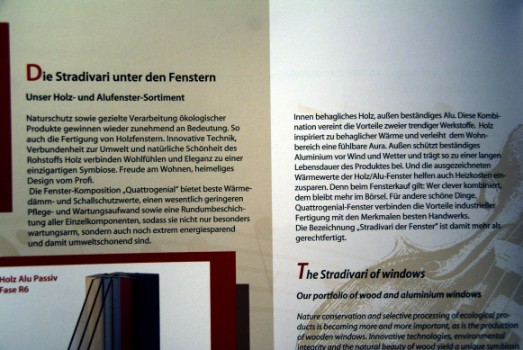 Die Stradivari unter den Fenstern
Unser Holz- und Alufenster-Sortiment
Naturschutz sowie gezielte Verarbeitung ökologischer
Produkte gewinnen wieder zunehmend an Bedeutung. So
auch die Fertigung von Holzfenstern. Innovative Technik,
Verbundenheit zur Umwelt und natürliche Schönheit des
Rohstoffs Holz verbinden Wohlfühlen und Eleganz zu einer
einzigartigen Symbiose. Freude am Wohnen, heimeliges
Design vom Profi.
Die Fenster-Komposition „Quattrogenial" bietet beste Wärme-
dämm- und Schallschutzwerte, einen wesentlich geringeren
Pflege- und Wartungsaufwand sowie eine Rundumbeschich-
tung aller Einzelkomponenten, sodass sie nicht nur besonders
wartungsarm, sondern auch noch extrem energiesparend
und damit umweltschonend sind.
Holz Alu Passiv
Fase R6
Innen behagliches Holz, außen beständiges Alu. Diese Kombi-
nation vereint die Vorteile zweier trendiger Werkstoffe. Holz
inspiriert zu behaglicher Wärme und verleiht dem Wohn-
bereich eine fühlbare Aura. Außen schützt beständiges
Aluminium vor Wind und Wetter und trägt so zu einer langen
Lebensdauer des Produktes bei. Und die ausgezeichneten
Wärmewerte der Holz/Alu-Fenster helfen auch Heizkosten ein-
zusparen. Denn beim Fensterkauf gilt: Wer clever kombiniert,
dem bleibt mehr im Börsel. Für andere schöne Dinge.
Quattrogenial-Fenster verbinden die Vorteile industrieller
Fertigung mit den Merkmalen besten Handwerks.
Die Bezeichnung „Stradivari der Fenster" ist damit mehr als
gerechtfertigt.
The Stradivari of windows
Our portfolio of wood and aluminium windows
Nature conservation and selective processing of ecological pro-
ducts is becoming more and more important, as is the production
of wooden windows. Innovative technologies, environmental
integrity and the natural beauty of wood yield a unique symbiosis